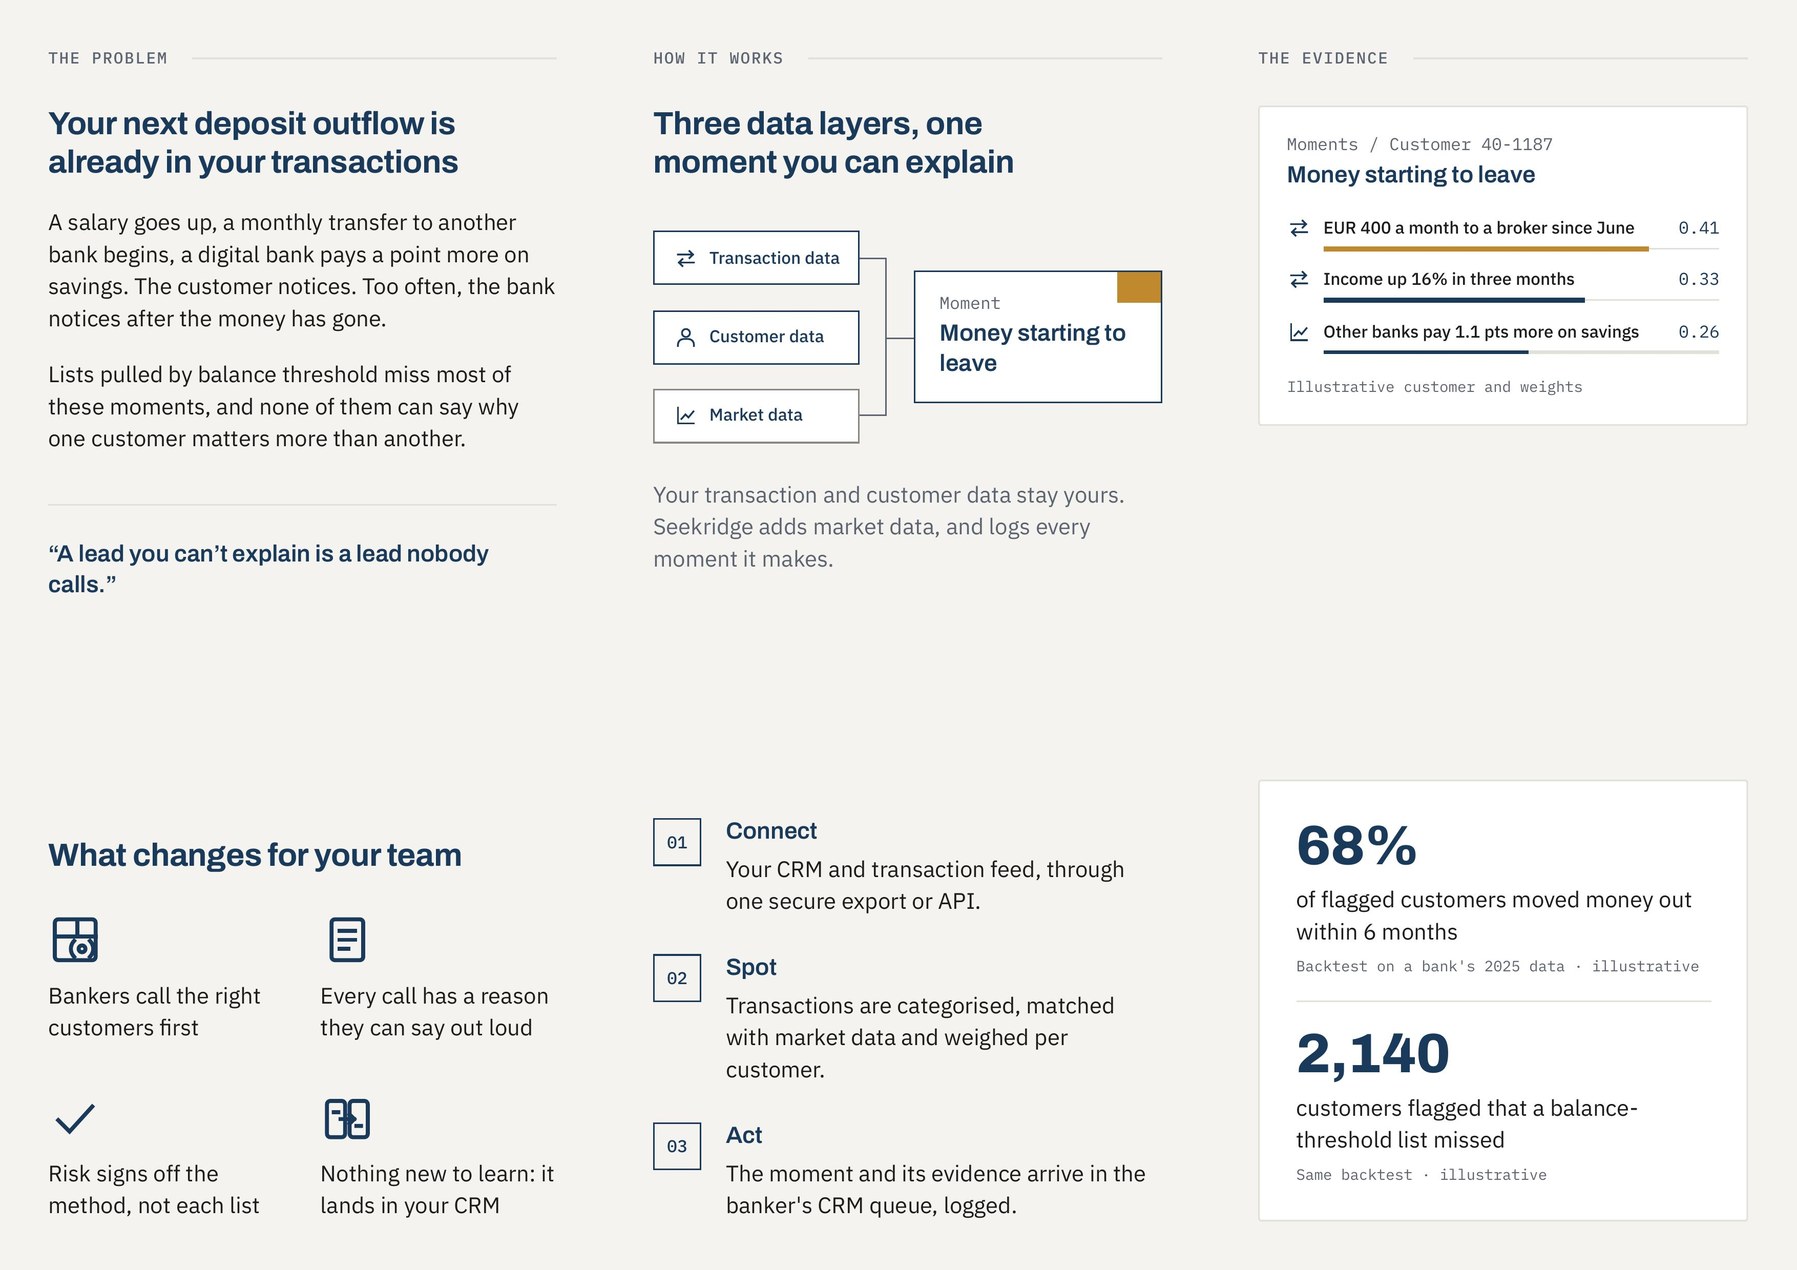 THE PROBLEM
Your next deposit outflow is
already in your transactions
A salary goes up, a monthly transfer to another
bank begins, a digital bank pays a point more on
savings. The customer notices. Too often, the bank
notices after the money has gone.
Lists pulled by balance threshold miss most of
these moments, and none of them can say why
one customer matters more than another.
“A lead you can’t explain is a lead nobody
calls.”
What changes for your team
Bankers call the right
customers first
Every call has a reason
they can say out loud
Risk signs off the
method, not each list
Nothing new to learn: it
lands in your CRM
HOW IT WORKS
Three data layers, one
moment you can explain
Transaction data
Customer data
Market data
Moment
Money starting to
leave
Your transaction and customer data stay yours.
Seekridge adds market data, and logs every
moment it makes.
01
Connect
Your CRM and transaction feed, through
one secure export or API.
02
Spot
Transactions are categorised, matched
with market data and weighed per
customer.
03
Act
The moment and its evidence arrive in the
banker's CRM queue, logged.
THE EVIDENCE
Moments / Customer 40-1187
Money starting to leave
EUR 400 a month to a broker since June 0.41
Income up 16% in three months 0.33
Other banks pay 1.1 pts more on savings 0.26
Illustrative customer and weights
68%
of flagged customers moved money out
within 6 months
Backtest on a bank's 2025 data · illustrative
2,140
customers flagged that a balance-
threshold list missed
Same backtest · illustrative